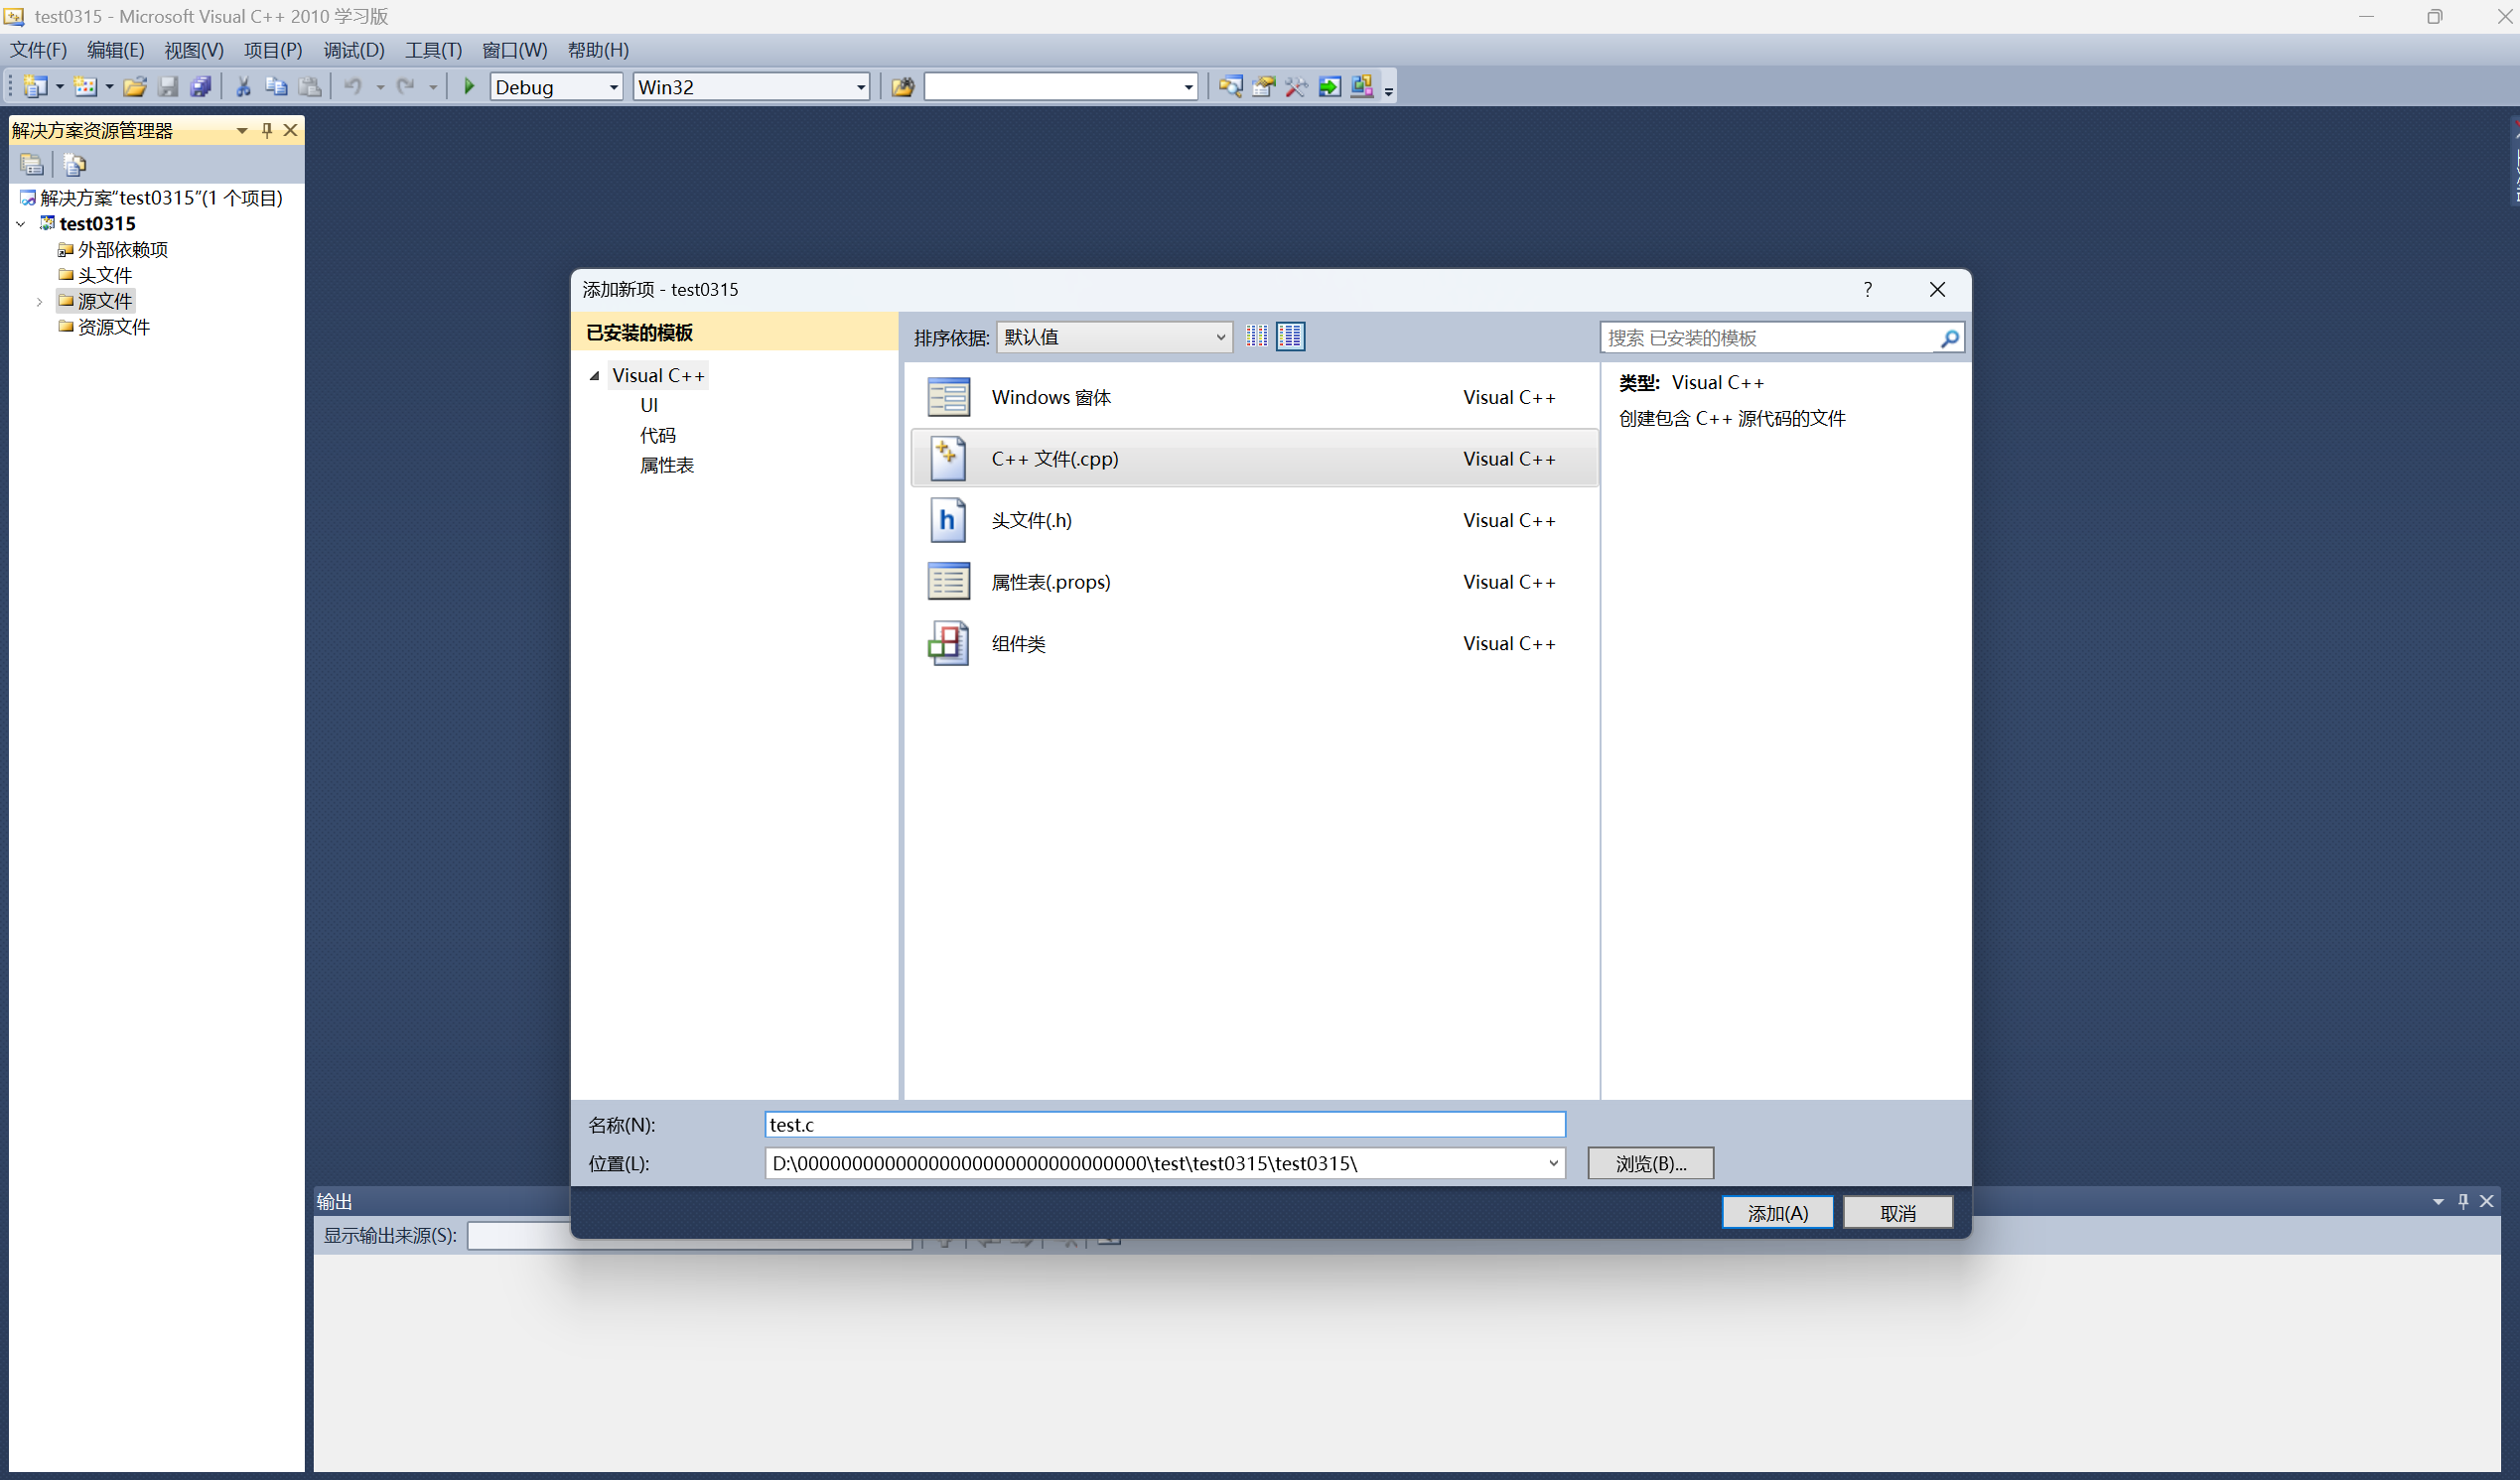 test0315 - Microsoft Visual C++ 2010 学习版
文件(F) 编辑(E) 视图(V) 项目(P) 调试(D) 工具(T) 窗口(W) 帮助(H)
Debug Win32
解决方案资源管理器
解决方案"test0315"(1 个项目)
test0315
外部依赖项
头文件
源文件
资源文件
添加新项 - test0315
?
已安装的模板
Visual C++
UI
代码
属性表
排序依据: 默认值
搜索 已安装的模板
Windows 窗体 Visual C++
C++ 文件(.cpp) Visual C++
头文件(.h) Visual C++
属性表(.props) Visual C++
组件类 Visual C++
类型: Visual C++
创建包含 C++ 源代码的文件
名称(N): test.c
位置(L): D:\00000000000000000000000000000000\test\test0315\test0315\
浏览(B)...
添加(A) 取消
输出
显示输出来源(S):